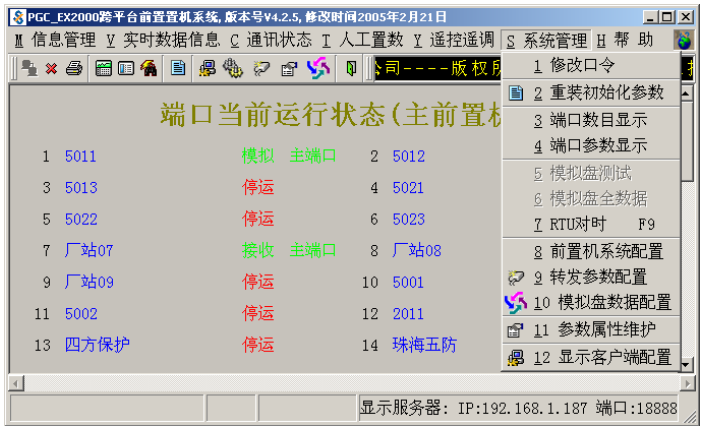 PGC_EX2000跨平台前置置机系统,版本号V4.2.5,修改时间2005年2月21日
M 信息管理 V 实时数据信息 C 通讯状态 T 人工置数 Y 遥控遥调 S 系统管理 H 帮 助
公司----版权所
端口当前运行状态(主前置机
1 5011 模拟 主端口 2 5012
3 5013 停运 4 5021
5 5022 停运 6 5023
7 厂站07 接收 主端口 8 厂站08
9 厂站09 停运 10 5001
11 5002 停运 12 2011
13 四方保护 停运 14 珠海五防
1 修改口令
2 重装初始化参数
3 端口数目显示
4 端口参数显示
5 模拟盘测试
6 模拟盘全数据
7 RTU对时 F9
8 前置机系统配置
9 转发参数配置
10 模拟盘数据配置
11 参数属性维护
12 显示客户端配置
显示服务器: IP:192.168.1.187 端口:18888